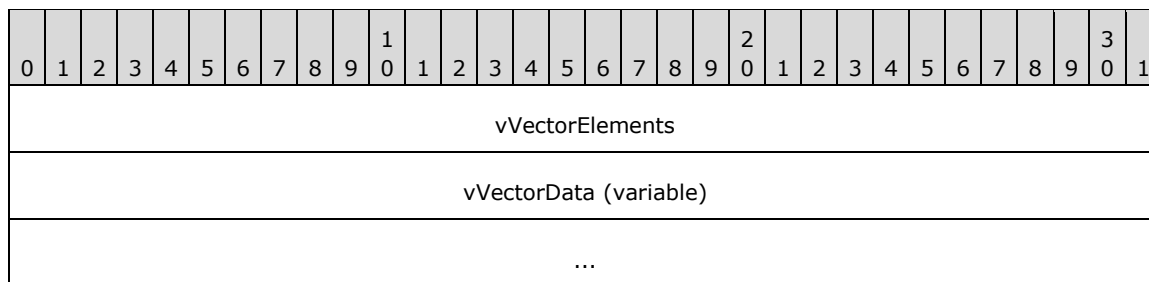 1 2 3
0 1 2 3 4 5 6 7 8 9 0 1 2 3 4 5 6 7 8 9 0 1 2 3 4 5 6 7 8 9 0 1
vVectorElements
vVectorData (variable)
...